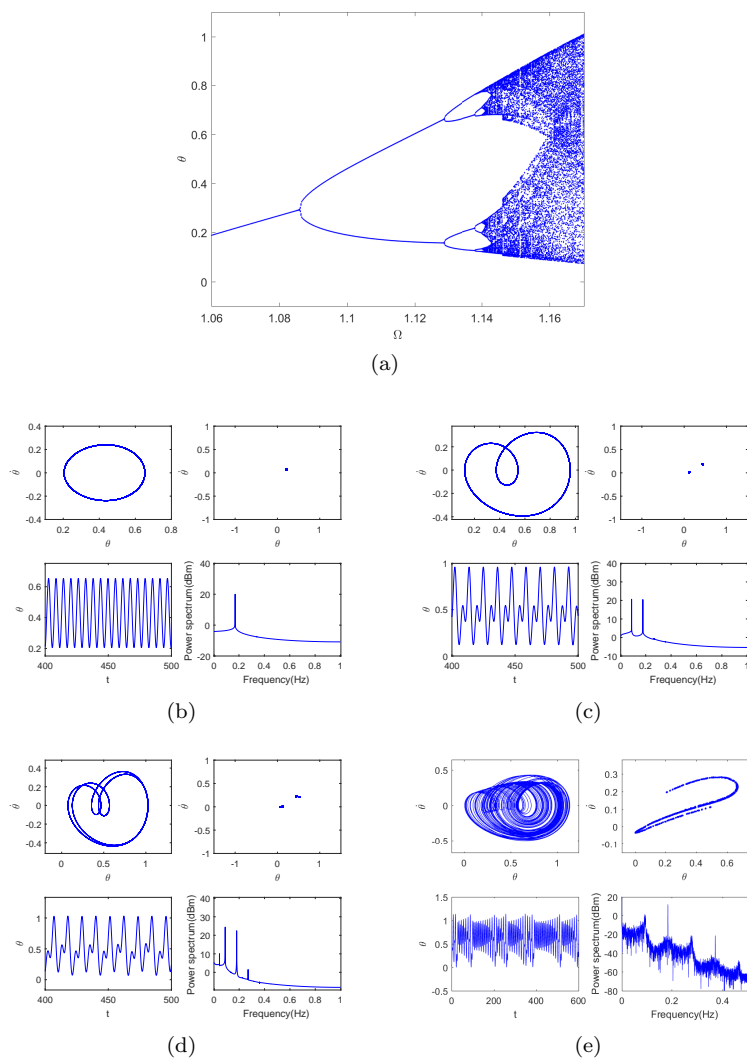 1
0.8
0.6
θ
0.4
0.2
0
1.06 1.08 1.1 1.12 1.14 1.16
Ω
(a)
0.4
0.2
θ̇
0
-0.2
-0.4
0.2 0.4 0.6 0.8
θ
1
0.5
θ̇
0
-0.5
-1
-1 0 1
θ
0.6
θ
0.4
0.2
400 450 500
t
Power spectrum(dBm)
40
20
0
-20
0 0.2 0.4 0.6 0.8 1
Frequency(Hz)
(b)
0.2
θ̇
0
-0.2
-0.4
0 0.2 0.4 0.6 0.8 1
θ
1
0.5
θ̇
0
-0.5
-1
-1 0 1
θ
1
θ
0.5
0
400 450 500
t
Power spectrum(dBm)
40
30
20
10
0
-10
0 0.2 0.4 0.6 0.8 1
Frequency(Hz)
(c)
0.4
0.2
θ̇
0
-0.2
-0.4
0 0.5 1
θ
1
0.5
θ̇
0
-0.5
-1
-1 0 1
θ
1
θ
0.5
0
400 450 500
t
Power spectrum(dBm)
40
20
0
0 0.2 0.4 0.6 0.8 1
Frequency(Hz)
(d)
0.5
θ̇
0
-0.5
0 0.5 1
θ
0.3
0.2
θ̇
0.1
0
-0.1
0 0.2 0.4 0.6
θ
1.5
1
θ
0.5
0
-0.5
0 200 400 600
t
Power spectrum(dBm)
20
0
-20
-40
-60
-80
0 0.2 0.4
Frequency(Hz)
(e)